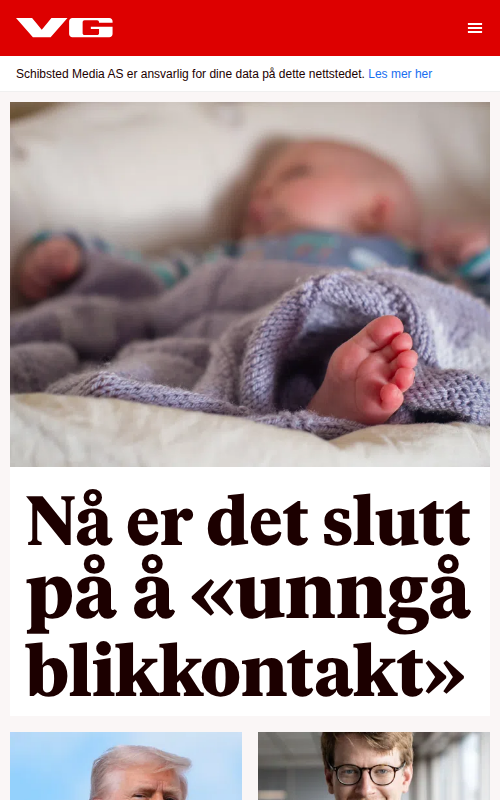 VG
Schibsted Media AS er ansvarlig for dine data på dette nettstedet. Les mer her
Nå er det slutt
på å «unngå
blikkontakt»